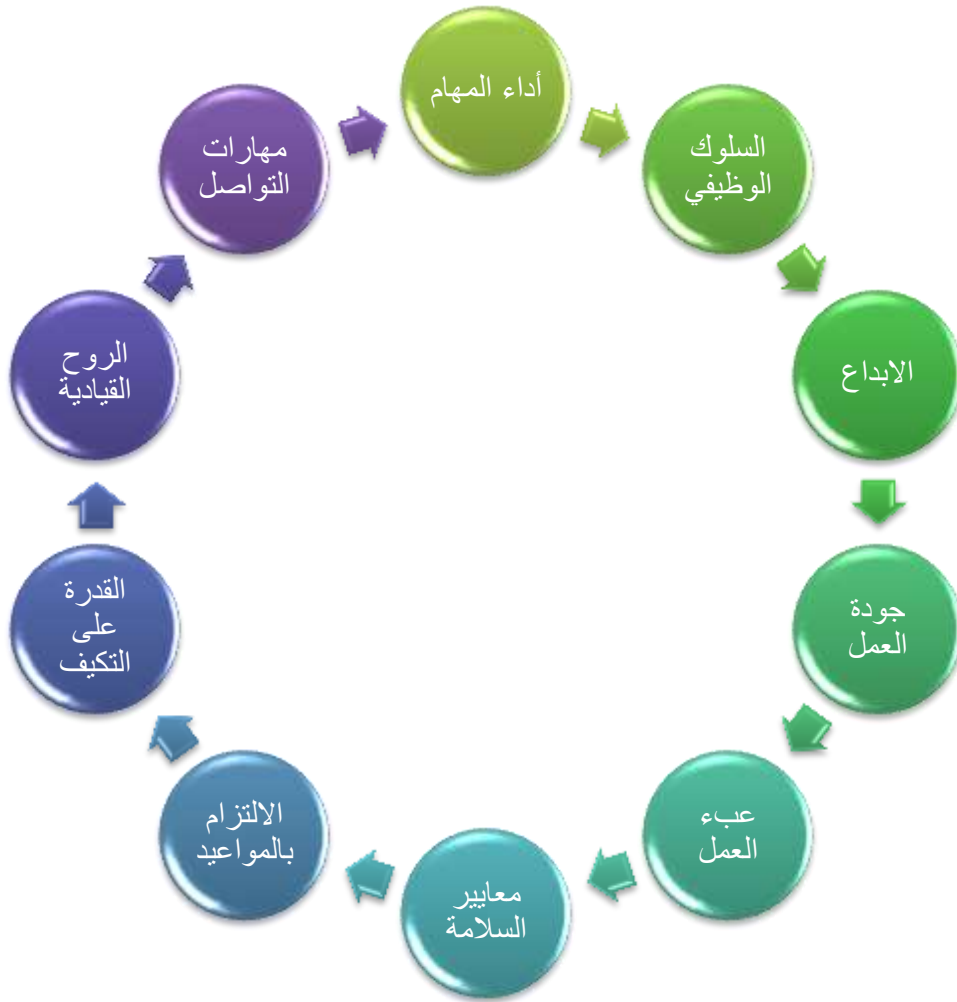 أداء المهام
السلوك
الوظيفي
الابداع
جودة
العمل
عبء
العمل
معايير
السلامة
الالتزام
بالمواعيد
القدرة
على
التكيف
الروح
القيادية
مهارات
التواصل